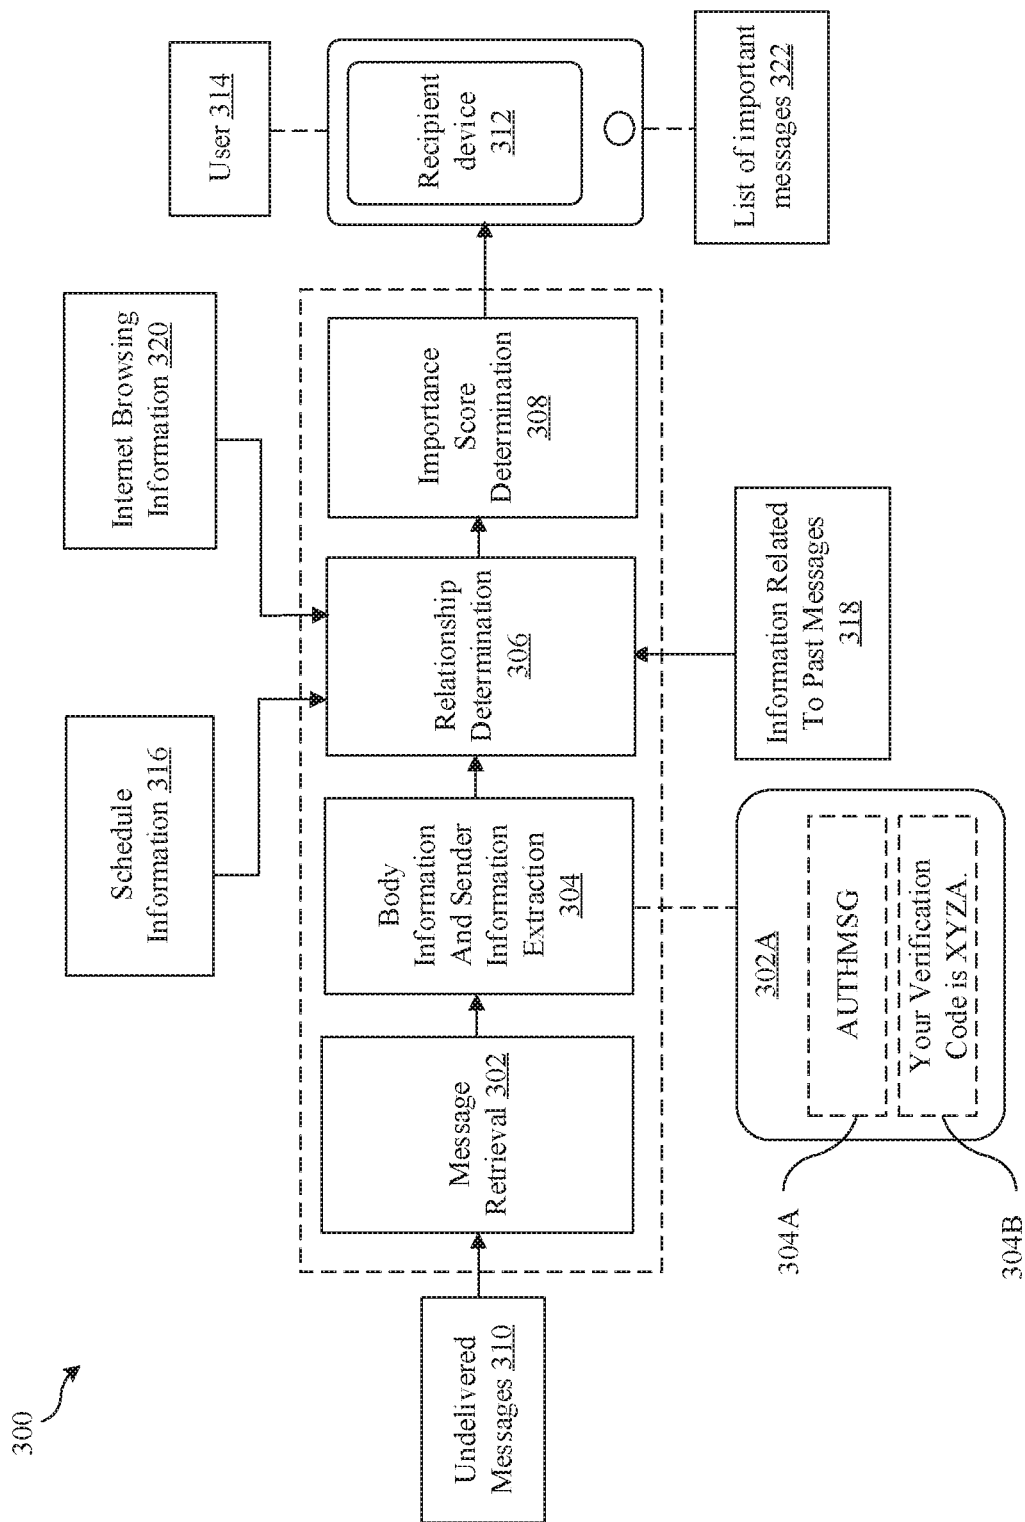 300
Undelivered
Messages 310
Message
Retrieval 302
Body
Information
And Sender
Information
Extraction
304
Relationship
Determination
306
Importance
Score
Determination
308
Schedule
Information 316
Internet Browsing
Information 320
User 314
Recipient
device
312
List of important
messages 322
Information Related
To Past Messages
318
302A
AUTHMSG
Your Verification
Code is XYZA.
304A
304B